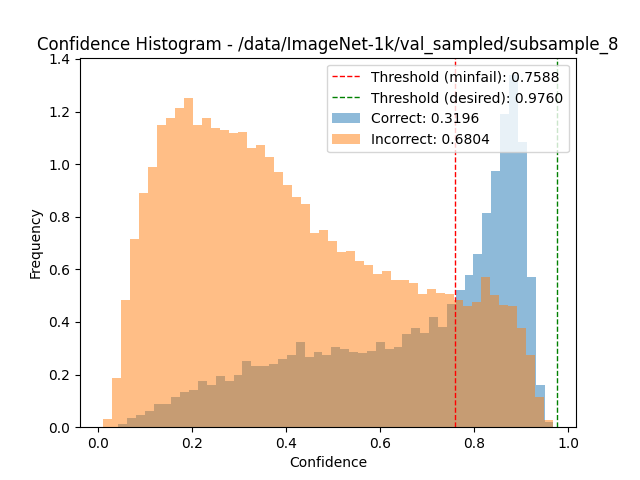 Confidence Histogram - /data/ImageNet-1k/val_sampled/subsample_8
Threshold (minfail): 0.7588
Threshold (desired): 0.9760
Correct: 0.3196
Incorrect: 0.6804
Frequency
1.4
1.2
1.0
0.8
0.6
0.4
0.2
0.0
0.0 0.2 0.4 0.6 0.8 1.0
Confidence